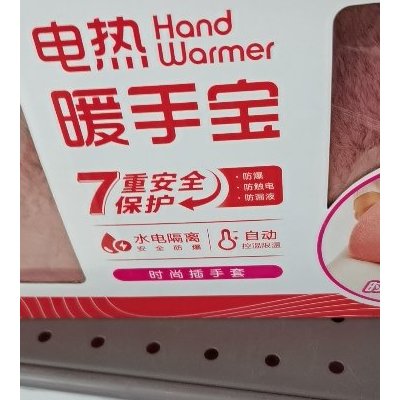 电热 Hand Warmer
暖手宝
7重安全保护
·防爆
·防触电
·防漏液
水电隔离
安全防爆
自动
控温限温
时尚插手套